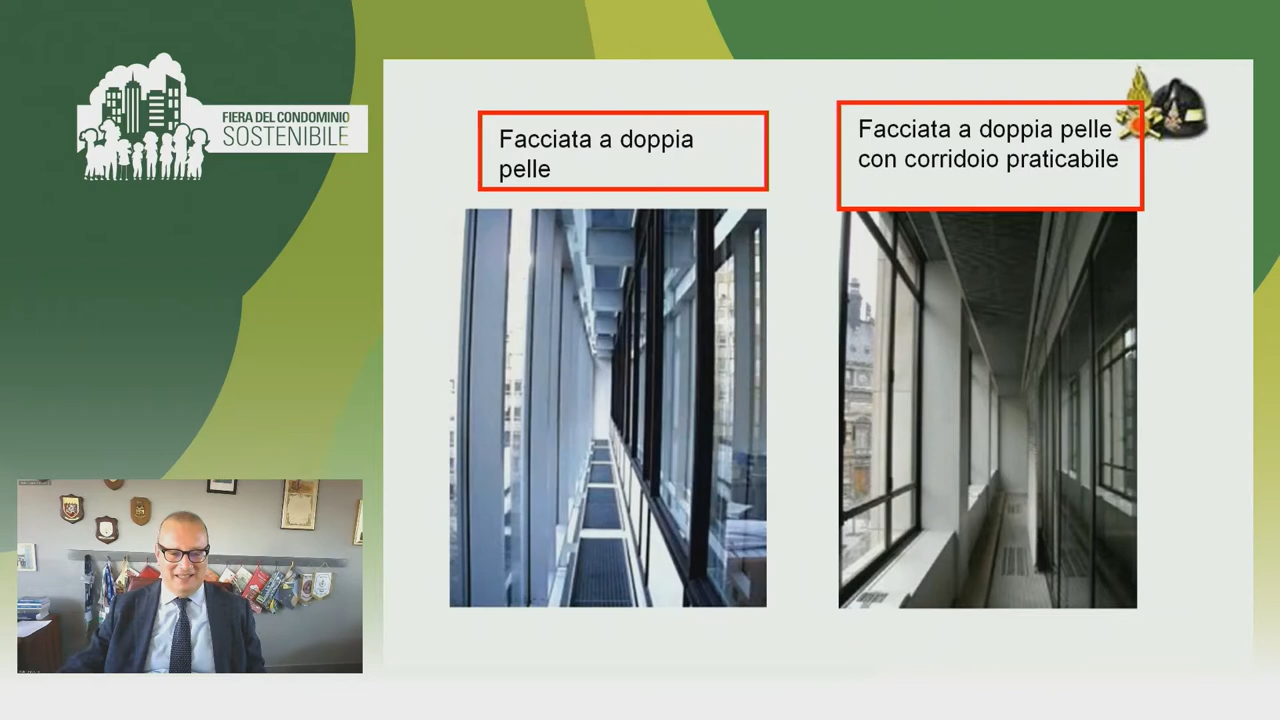 FIERA DEL CONDOMINIO
SOSTENIBILE
Facciata a doppia
pelle
Facciata a doppia pelle
con corridoio praticabile